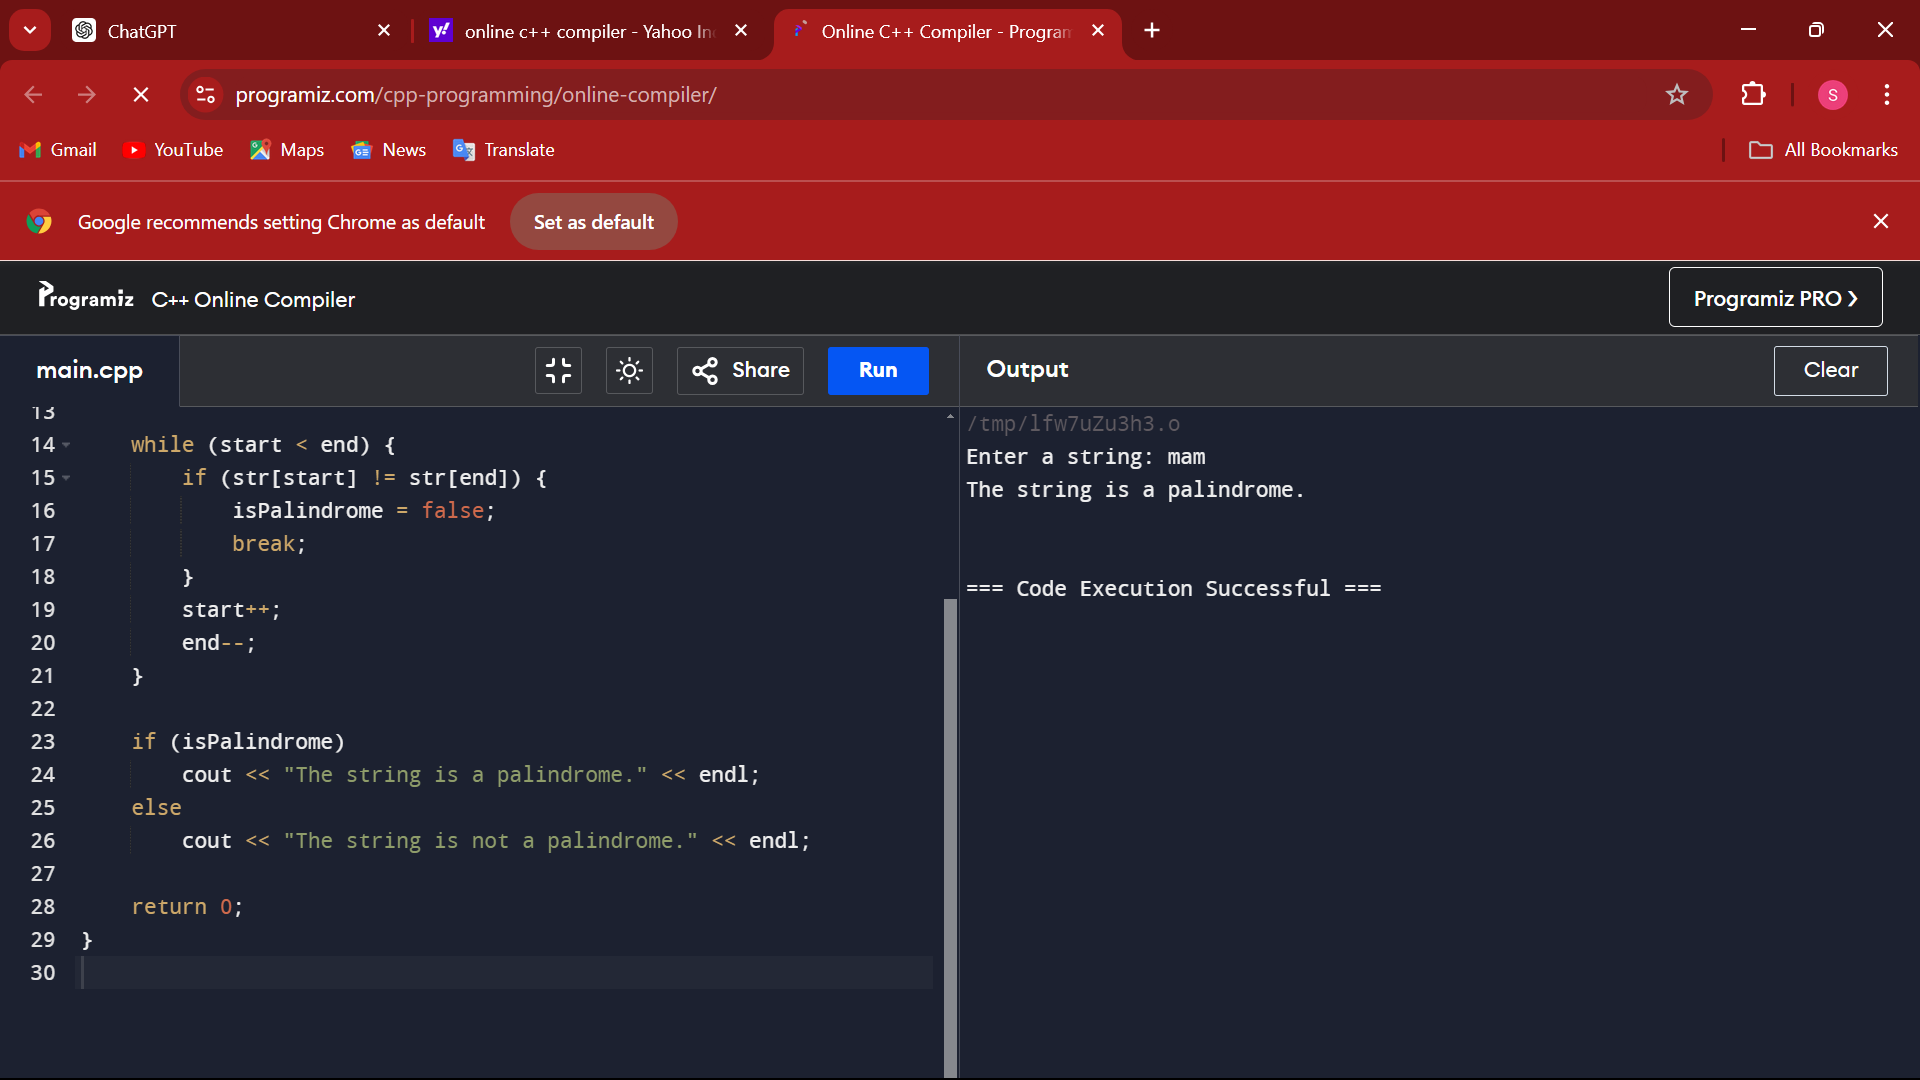 ChatGPT
online c++ compiler - Yahoo In
Online C++ Compiler - Program
programiz.com/cpp-programming/online-compiler/
S
Gmail
YouTube
Maps
News
Translate
All Bookmarks
Google recommends setting Chrome as default
Set as default
Programiz
C++ Online Compiler
Programiz PRO ❯
main.cpp
Share
Run
Output
Clear
13
14     while (start < end) {
15         if (str[start] != str[end]) {
16             isPalindrome = false;
17             break;
18         }
19         start++;
20         end--;
21     }
22
23     if (isPalindrome)
24         cout << "The string is a palindrome." << endl;
25     else
26         cout << "The string is not a palindrome." << endl;
27
28     return 0;
29 }
30
/tmp/lfw7uZu3h3.o
Enter a string: mam
The string is a palindrome.
=== Code Execution Successful ===